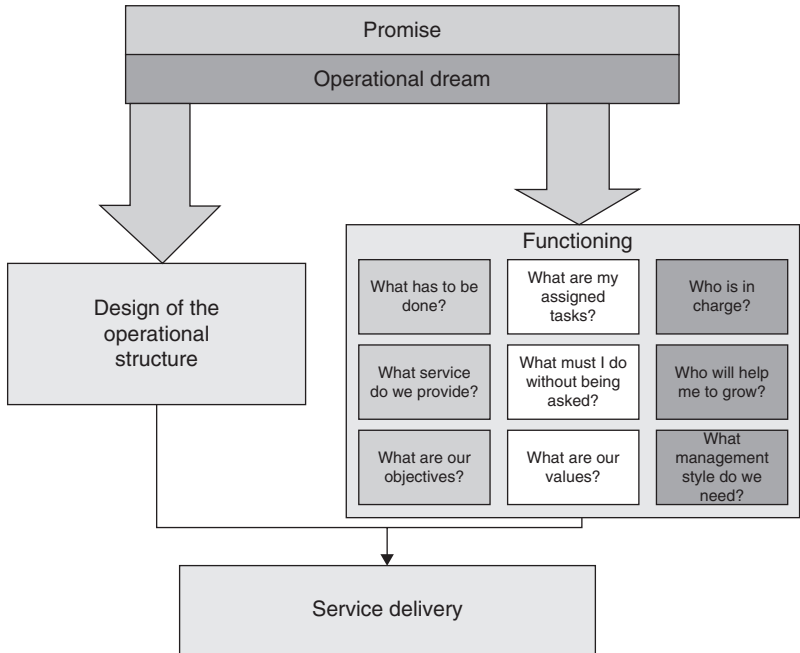 Promise
Operational dream
Design of the
operational
structure
Functioning
What has to be
done?
What are my
assigned
tasks?
Who is in
charge?
What service
do we provide?
What must I do
without being
asked?
Who will help
me to grow?
What are our
objectives?
What are our
values?
What
management
style do we
need?
Service delivery